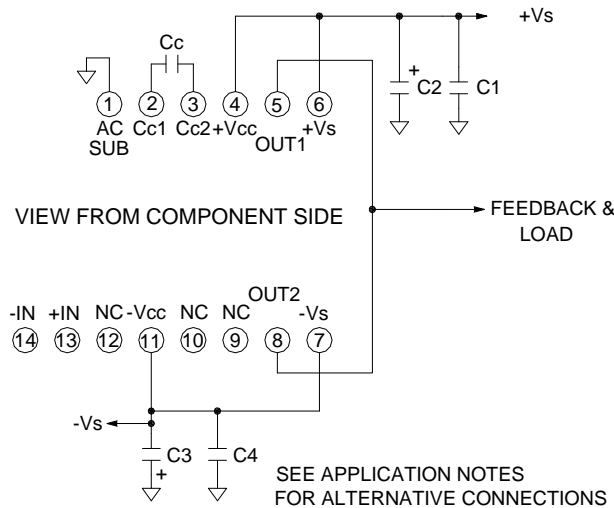 +Vs
Cc
+
C2
C1
1 2 3 4 5 6
AC Cc1 Cc2 +Vcc +Vs
SUB OUT1
VIEW FROM COMPONENT SIDE
FEEDBACK &
LOAD
OUT2
-IN +IN NC -Vcc NC NC -Vs
14 13 12 11 10 9 8 7
-Vs
C3
+
C4
SEE APPLICATION NOTES
FOR ALTERNATIVE CONNECTIONS